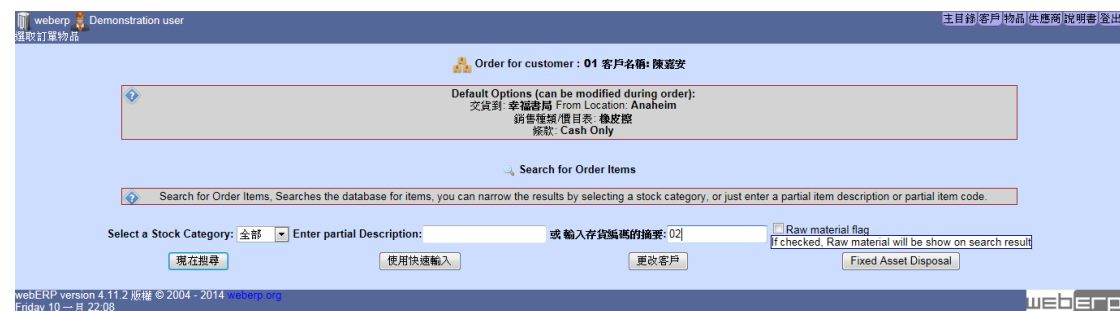 weberp Demonstration user
主目錄 客戶 物品 供應商 說明書 登出
選取訂單物品
Order for customer : 01 客戶名稱: 陳嘉安
Default Options (can be modified during order):
交貨到: 幸福書局 From Location: Anaheim
銷售種類/價目表: 橡皮擦
條款: Cash Only
Search for Order Items
Search for Order Items, Searches the database for items, you can narrow the results by selecting a stock category, or just enter a partial item description or partial item code.
Select a Stock Category: 全部 Enter partial Description: 或 輸入存貨編碼的摘要: 02 Raw material flag
If checked, Raw material will be show on search result
現在搜尋 使用快速輸入 更改客戶 Fixed Asset Disposal
webERP version 4.11.2 版權 © 2004 - 2014 weberp.org
Friday 10 一月 22:08
weberp